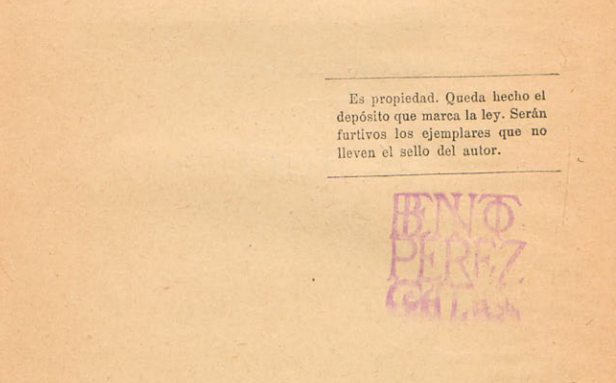 Es propiedad. Queda hecho el
depósito que marca la ley. Serán
furtivos los ejemplares que no
lleven el sello del autor.
BENITO
PEREZ